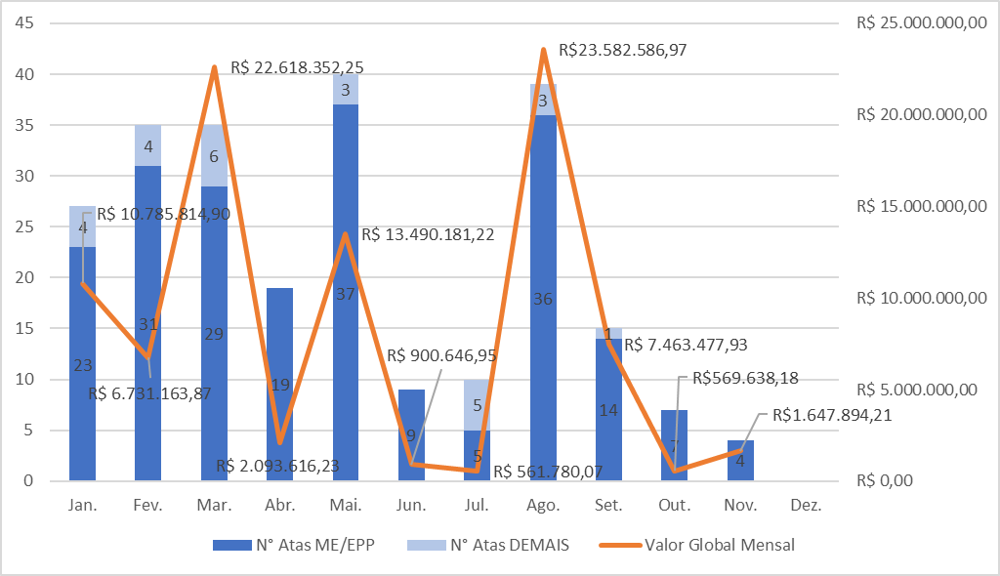 45
40
35
30
25
20
15
10
5
0
R$ 25.000.000,00
R$ 20.000.000,00
R$ 15.000.000,00
R$ 10.000.000,00
R$ 5.000.000,00
R$ 0,00
4
23
R$ 10.785.814,90
4
31
R$ 6.731.163,87
6
29
R$ 22.618.352,25
19
R$ 2.093.616,23
3
37
R$ 13.490.181,22
9
R$ 900.646,95
5
5
R$ 561.780,07
3
36
R$23.582.586,97
1
14
R$ 7.463.477,93
7
R$569.638,18
4
R$1.647.894,21
Jan. Fev. Mar. Abr. Mai. Jun. Jul. Ago. Set. Out. Nov. Dez.
N° Atas ME/EPP N° Atas DEMAIS Valor Global Mensal